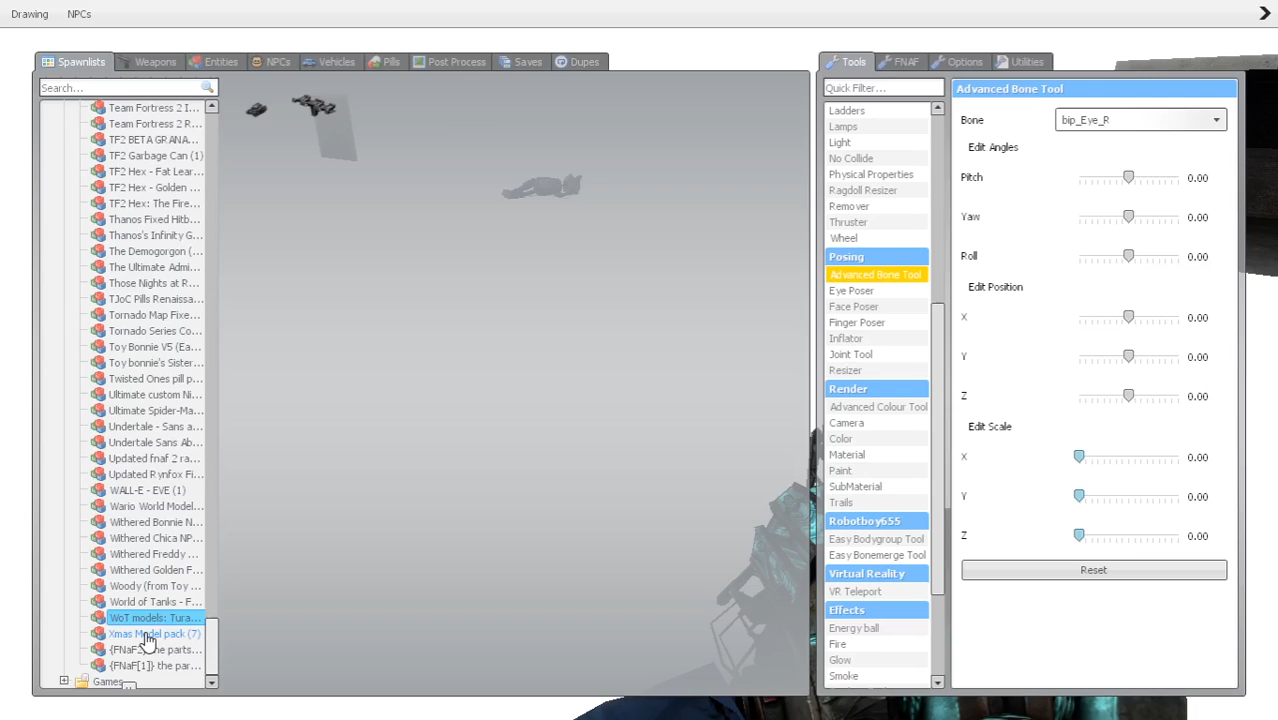 Drawing NPCs
Spawnlists Weapons Entities NPCs Vehicles Pills Post Process Saves Dupes
Search...
Team Fortress 2 I...
Team Fortress 2 R...
TF2 BETA GRANA...
TF2 Garbage Can (1)
TF2 Hex - Fat Lear...
TF2 Hex - Golden ...
TF2 Hex: The Fire...
Thanos Fixed Hitb...
Thanos's Infinity G...
The Demogorgon (...
The Ultimate Admi...
Those Nights at R...
TJoC Pills Renaissa...
Tornado Map Fixe...
Tornado Series Co...
Toy Bonnie V5 (Ea...
Toy bonnie's Sister...
Twisted Ones pill p...
Ultimate custom Ni...
Ultimate Spider-Ma...
Undertale - Sans a...
Undertale Sans Ab...
Updated fnaf 2 ra...
Updated Rynfox Fi...
WALL-E - EVE (1)
Wario World Model...
Withered Bonnie N...
Withered Chica NP...
Withered Freddy ...
Withered Golden F...
Woody (from Toy ...
World of Tanks - F...
WoT models: Tura...
Xmas Model pack (7)
the parts...
{FNaF[1]} the par...
Games
Tools FNAF Options Utilities
Quick Filter...
Ladders
Lamps
Light
No Collide
Physical Properties
Ragdoll Resizer
Remover
Thruster
Wheel
Posing
Advanced Bone Tool
Eye Poser
Face Poser
Finger Poser
Inflator
Joint Tool
Resizer
Render
Advanced Colour Tool
Camera
Color
Material
Paint
SubMaterial
Trails
Robotboy655
Easy Bodygroup Tool
Easy Bonemerge Tool
Virtual Reality
VR Teleport
Effects
Energy ball
Fire
Glow
Smoke
Advanced Bone Tool
Bone bip_Eye_R
Edit Angles
Pitch 0.00
Yaw 0.00
Roll 0.00
Edit Position
X 0.00
Y 0.00
Z 0.00
Edit Scale
X 0.00
Y 0.00
Z 0.00
Reset